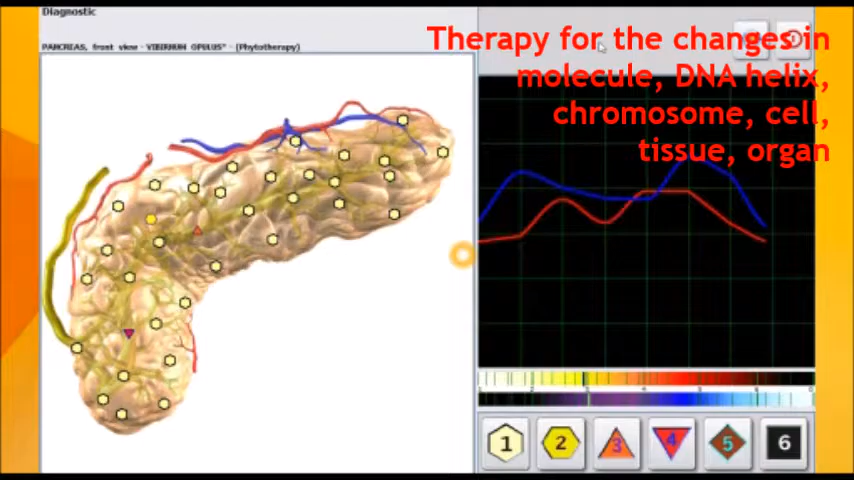 Diagnostic
PANCREAS, front view - VIBIRNUM OPULUS* - (Phytotherapy)
Therapy for the changes in
molecule, DNA helix,
chromosome, cell,
tissue, organ
1 2 3 4 5 6